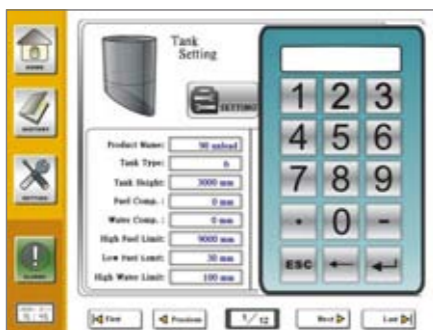 Tank
Setting
SETTING
HOME
HISTORY
SETTING
Product Name: 90 unlead
Tank Type: 6
Tank Height: 3000 mm
Fuel Comp. : 0 mm
Water Comp. : 0 mm
High Fuel Limit: 9000 mm
Low Fuel Limit: 30 mm
High Water Limit: 100 mm
1 2 3
4 5 6
7 8 9
. 0 -
ESC ← ↵
First
Previous
1/12
Next
Last